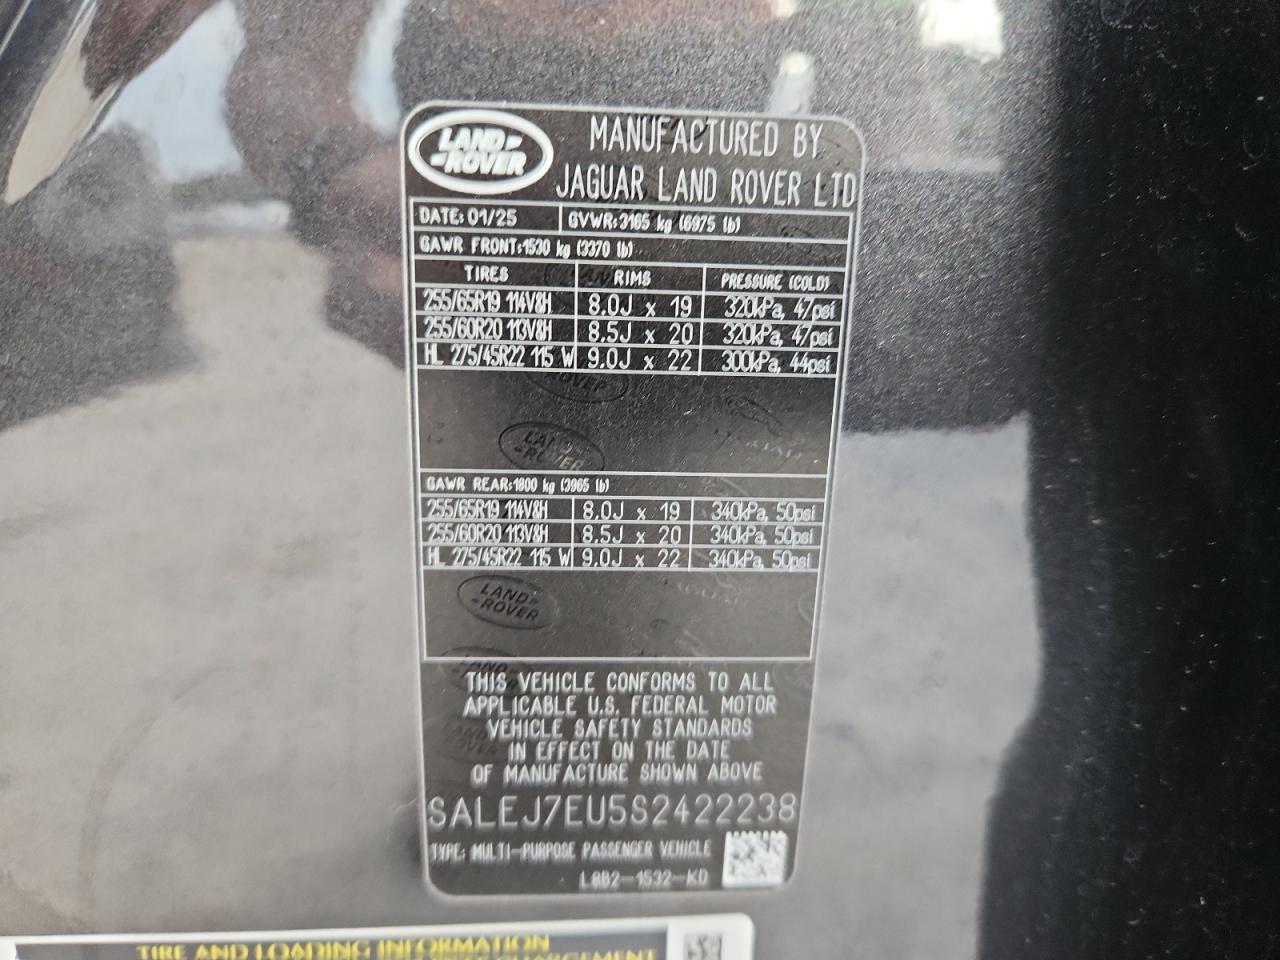 LAND ROVER
MANUFACTURED BY
JAGUAR LAND ROVER LTD
DATE: 01/25 GVWR:3165 kg (6975 lb)
GAWR FRONT:1530 kg (3370 lb)
TIRES RIMS PRESSURE (COLD)
255/65R19 114V&H 8.0J x 19 320kPa, 47psi
255/60R20 113V&H 8.5J x 20 320kPa, 47psi
HL 275/45R22 115 W 9.0J x 22 300kPa, 44psi
LAND ROVER
GAWR REAR:1800 kg (3965 lb)
255/65R19 114V&H 8.0J x 19 340kPa, 50psi
255/60R20 113V&H 8.5J x 20 340kPa, 50psi
HL 275/45R22 115 W 9.0J x 22 340kPa, 50psi
LAND
ROVER
THIS VEHICLE CONFORMS TO ALL
APPLICABLE U.S. FEDERAL MOTOR
VEHICLE SAFETY STANDARDS
IN EFFECT ON THE DATE
OF MANUFACTURE SHOWN ABOVE
SALEJ7EU5S2422238
TYPE: MULTI-PURPOSE PASSENGER VEHICLE
L8B2-1532-KD
TIRE AND LOADING INFORMATION